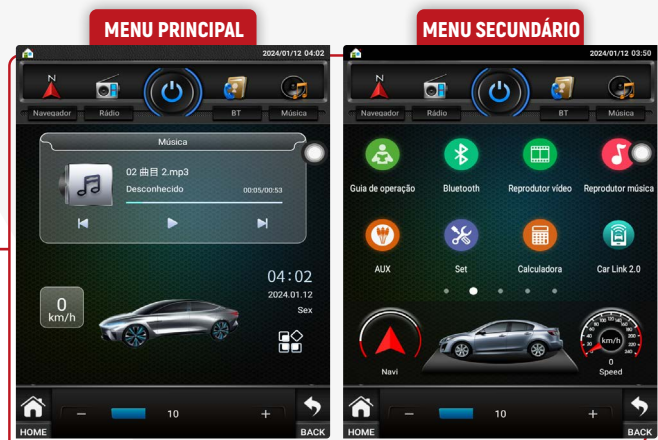 MENU PRINCIPAL
2024/01/12 04:02
N
Navegador
Rádio
BT
Música
Música
02 曲目 2.mp3
Desconhecido
00:05/00:53
04:02
2024.01.12
Sex
0
km/h
10
HOME
BACK
MENU SECUNDÁRIO
2024/01/12 03:50
N
Navegador
Rádio
BT
Música
Guia de operação
Bluetooth
Reprodutor vídeo
Reprodutor música
AUX
Set
Calculadora
Car Link 2.0
Navi
km/h
0
Speed
10
HOME
BACK